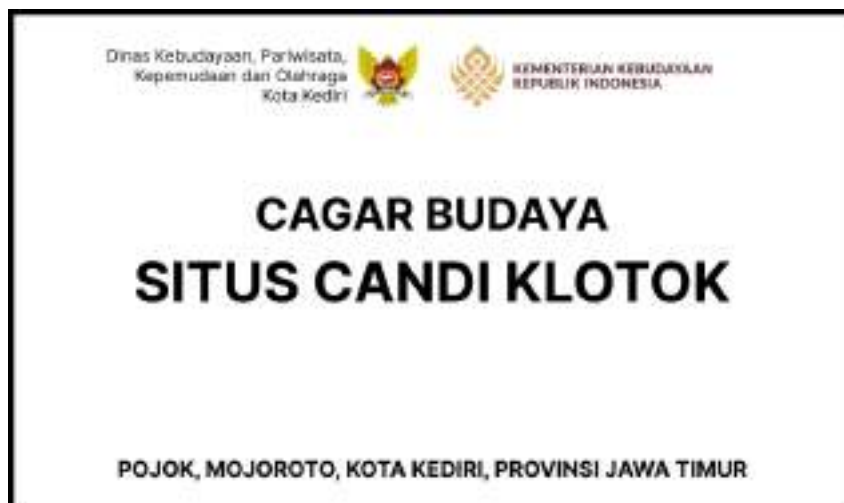 Dinas Kebudayaan, Pariwisata,
Kepemudaan dan Olahraga
Kota Kediri
KEMENTERIAN KEBUDAYAAN
REPUBLIK INDONESIA
CAGAR BUDAYA
SITUS CANDI KLOTOK
POJOK, MOJOROTO, KOTA KEDIRI, PROVINSI JAWA TIMUR